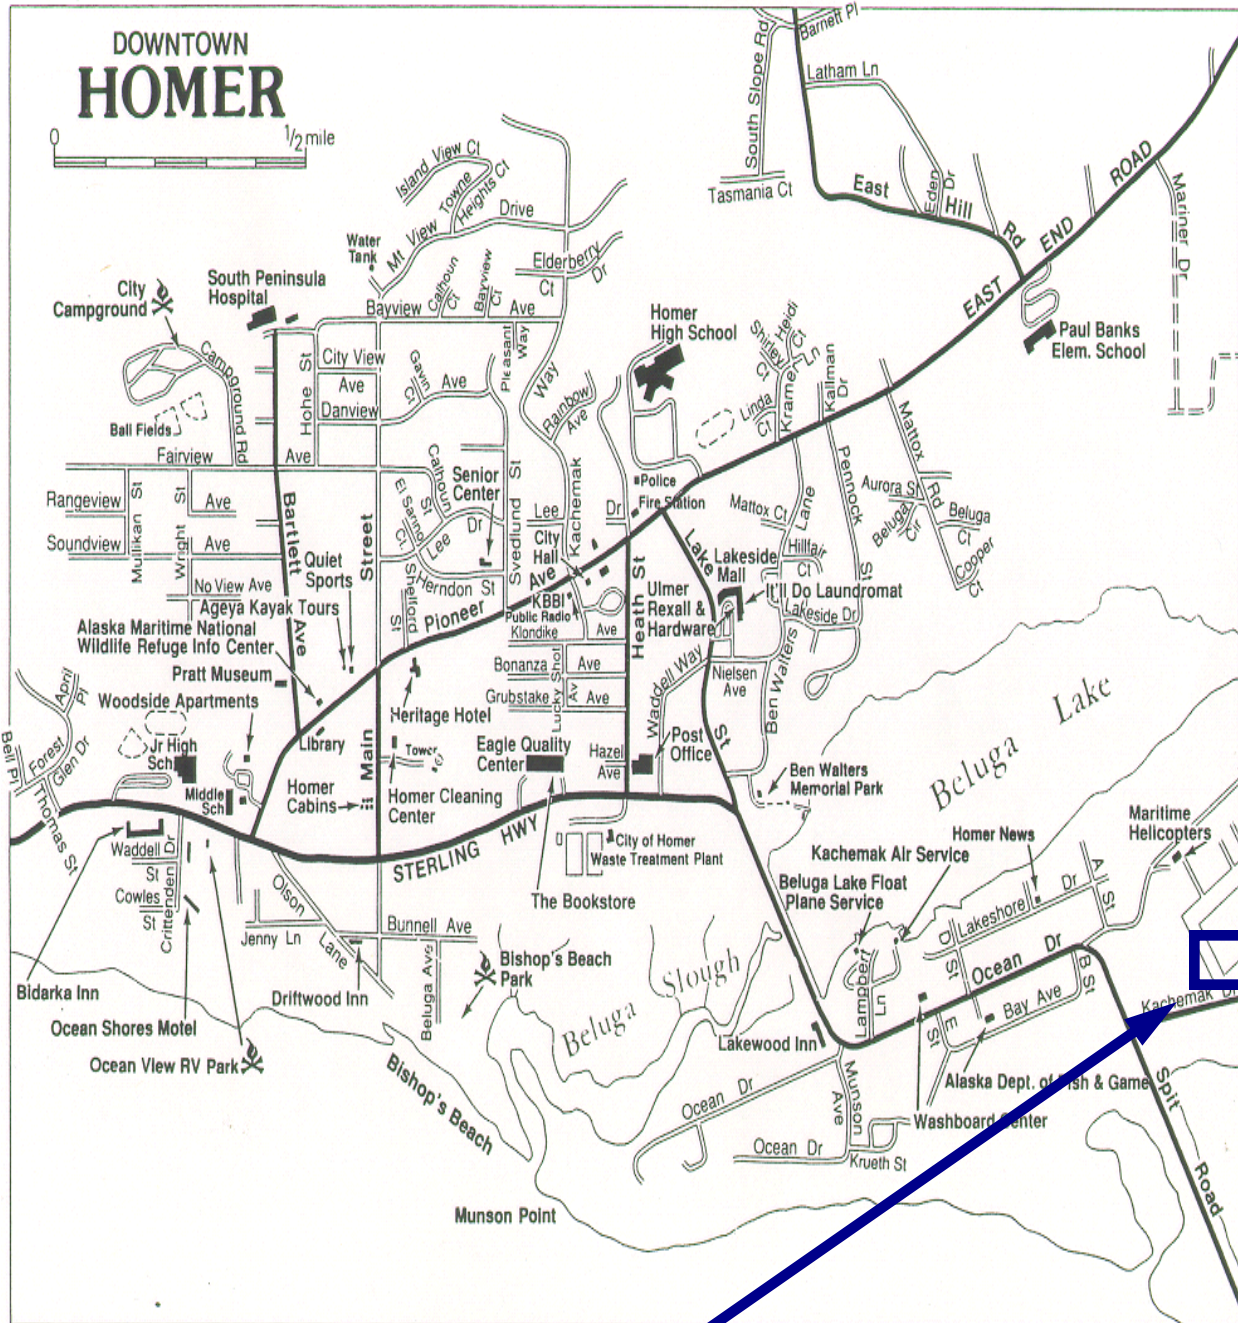 DOWNTOWN
HOMER
0
1/2 mile
Barnett Pl
South Slope Rd
Latham Ln
Tasmania Ct
East
Hill
Rd
Eden
Dr
EAST
END
ROAD
Mariner Dr
Island View Ct
Towne
Heights Ct
Mt View
Drive
Water
Tank
Elderberry
Ct
Dr
City
Campground
South Peninsula
Hospital
Bayview
Ave
Calhoun
Ct
Bayview
Ct
Pleasant
Way
Way
Homer
High School
Heidi
Ct
Shirley
Ct
Ln
Kramer
Linda
Ct
Kallman
Dr
Paul Banks
Elem. School
Campground Rd
Ball Fields
City View
Ave
Hohe St
Danview
Gavin
Ct
Ave
Rainbow
Ave
Mattox
Rd
Fairview
Ave
Rangeview
Ave
Soundview
Ave
Mullikan St
Wright St
No View Ave
Bartlett
Ave
Street
Main
Calhoun
St
El Saring
Ct
Lee
Dr
Senior
Center
Svedlund St
Kachemak
Herndon St
Shelford
St
Lee
Dr
City
Hall
Police
Fire Station
Pennock
St
Aurora St
Beluga
Cir
Beluga
Ct
Cooper
Ct
Mattox Ct
Lane
Hillfair
Ct
Lake
St
Lakeside
Mall
It'll Do Laundromat
Lakeside Dr
Ulmer
Rexall &
Hardware
Quiet
Sports
Ageya Kayak Tours
Alaska Maritime National
Wildlife Refuge Info Center
Pratt Museum
Pioneer
Ave
KBBI
Public Radio
Klondike
Ave
Bonanza
Ave
Grubstake
Ave
Lucky Shot
Av
Heath St
Waddell Way
Nielsen
Ave
Ben Walters
Heritage Hotel
Library
Woodside Apartments
April
Pl
Bell Pl
Forest
Glen Dr
Thomas St
Jr High
Sch
Middle
Sch
Homer
Cabins
Tower
Homer Cleaning
Center
Eagle Quality
Center
Hazel
Ave
Post
Office
Ben Walters
Memorial Park
Beluga
Lake
STERLING HWY
City of Homer
Waste Treatment Plant
The Bookstore
Kachemak Air Service
Beluga Lake Float
Plane Service
Homer News
Maritime
Helicopters
Waddell
St
Cowles
St
Crittenden Dr
Olson
Lane
Jenny Ln
Bunnell Ave
Beluga Ave
Bidarka Inn
Driftwood Inn
Ocean Shores Motel
Ocean View RV Park
Bishop's Beach
Park
Bishop's Beach
Beluga
Slough
Lakewood Inn
Lakeshore
Dr
A St
D St
Ocean Dr
B St
Bay Ave
E St
Lampbert
Ln
Kachemak Dr
Alaska Dept. of Fish & Game
Washboard Center
Ocean Dr
Munson
Ave
Ocean Dr
Krueth St
Spit
Road
Munson Point